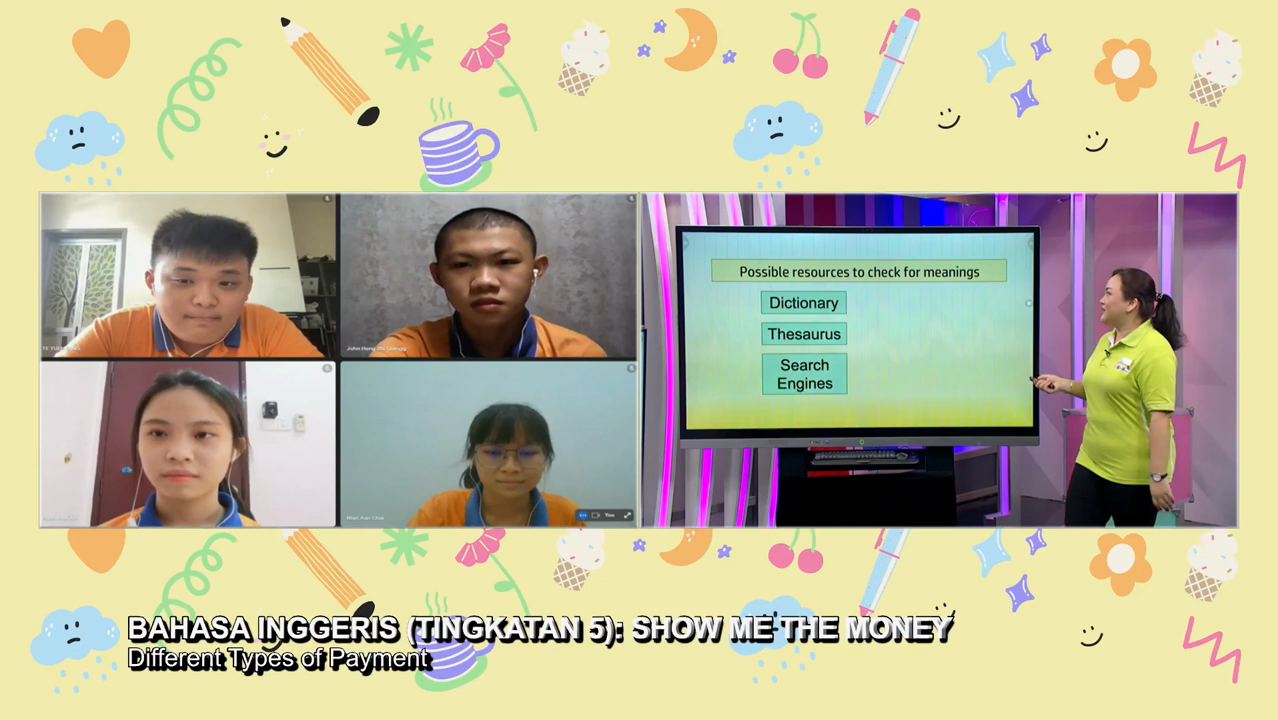 Possible resources to check for meanings
Dictionary
Thesaurus
Search
Engines
You
BAHASA INGGERIS (TINGKATAN 5): SHOW ME THE MONEY
Different Types of Payment